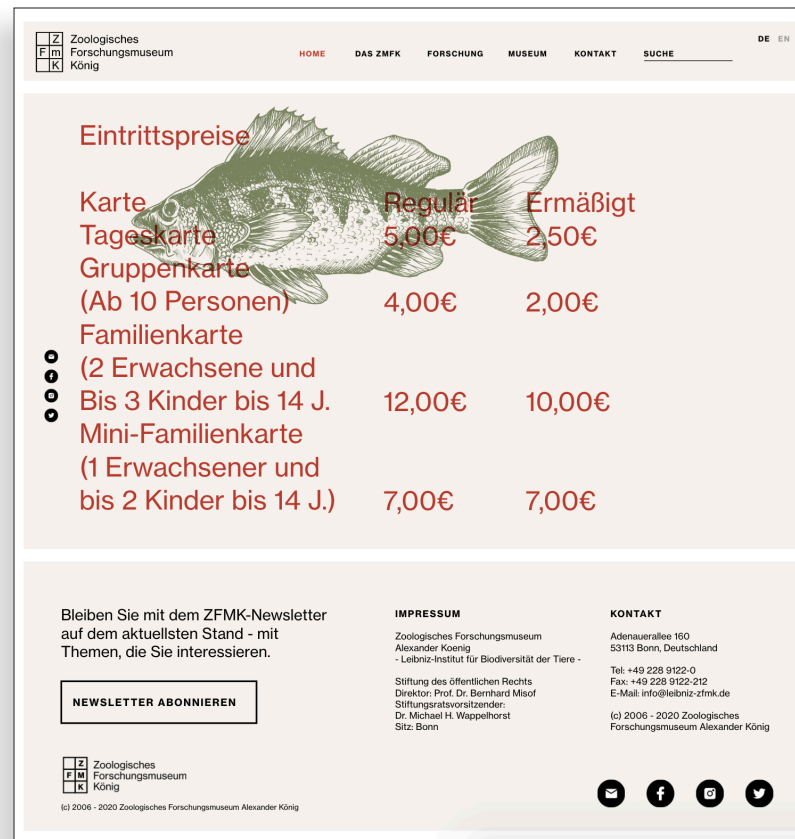 Z
F m
K
Zoologisches
Forschungsmuseum
König
HOME DAS ZMFK FORSCHUNG MUSEUM KONTAKT SUCHE
DE EN
Eintrittspreise
Karte Regulär Ermäßigt
Tageskarte 5,00€ 2,50€
Gruppenkarte
(Ab 10 Personen) 4,00€ 2,00€
Familienkarte
(2 Erwachsene und
Bis 3 Kinder bis 14 J. 12,00€ 10,00€
Mini-Familienkarte
(1 Erwachsener und
bis 2 Kinder bis 14 J.) 7,00€ 7,00€
Bleiben Sie mit dem ZFMK-Newsletter
auf dem aktuellsten Stand - mit
Themen, die Sie interessieren.
NEWSLETTER ABONNIEREN
Z
F M
K
Zoologisches
Forschungsmuseum
König
(c) 2006 - 2020 Zoologisches Forschungsmuseum Alexander König
IMPRESSUM
Zoologisches Forschungsmuseum
Alexander Koenig
- Leibniz-Institut für Biodiversität der Tiere -
Stiftung des öffentlichen Rechts
Direktor: Prof. Dr. Bernhard Misof
Stiftungsratsvorsitzender:
Dr. Michael H. Wappelhorst
Sitz: Bonn
KONTAKT
Adenauerallee 160
53113 Bonn, Deutschland
Tel: +49 228 9122-0
Fax: +49 228 9122-212
E-Mail: info@leibniz-zfmk.de
(c) 2006 - 2020 Zoologisches
Forschungsmuseum Alexander König